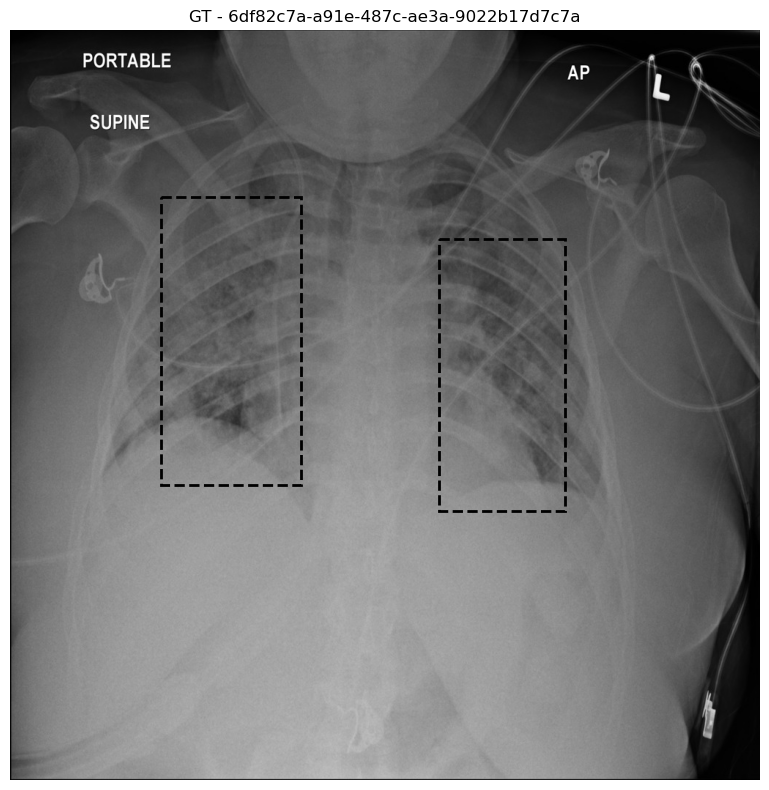 GT - 6df82c7a-a91e-487c-ae3a-9022b17d7c7a
PORTABLE
AP
L
SUPINE